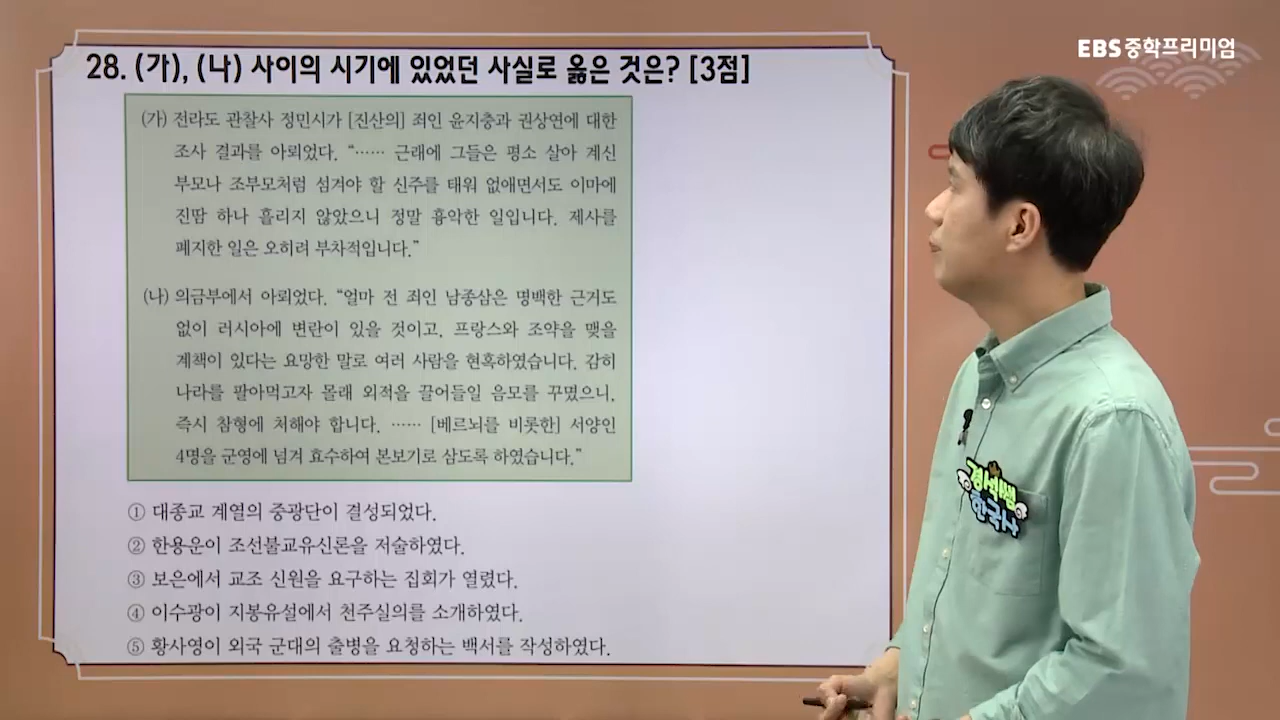 EBS 중학프리미엄
28. (가), (나) 사이의 시기에 있었던 사실로 옳은 것은? [3점]
(가) 전라도 관찰사 정민시가 [진산의] 죄인 윤지충과 권상연에 대한
조사 결과를 아뢰었다. “…… 근래에 그들은 평소 살아 계신
부모나 조부모처럼 섬겨야 할 신주를 태워 없애면서도 이마에
진땀 하나 흘리지 않았으니 정말 흉악한 일입니다. 제사를
폐지한 일은 오히려 부차적입니다.”
(나) 의금부에서 아뢰었다. “얼마 전 죄인 남종삼은 명백한 근거도
없이 러시아에 변란이 있을 것이고, 프랑스와 조약을 맺을
계책이 있다는 요망한 말로 여러 사람을 현혹하였습니다. 감히
나라를 팔아먹고자 몰래 외적을 끌어들일 음모를 꾸몄으니,
즉시 참형에 처해야 합니다. …… [베르뇌를 비롯한] 서양인
4명을 군영에 넘겨 효수하여 본보기로 삼도록 하였습니다.”
① 대종교 계열의 중광단이 결성되었다.
② 한용운이 조선불교유신론을 저술하였다.
③ 보은에서 교조 신원을 요구하는 집회가 열렸다.
④ 이수광이 지봉유설에서 천주실의를 소개하였다.
⑤ 황사영이 외국 군대의 출병을 요청하는 백서를 작성하였다.
경석쌤
한국사